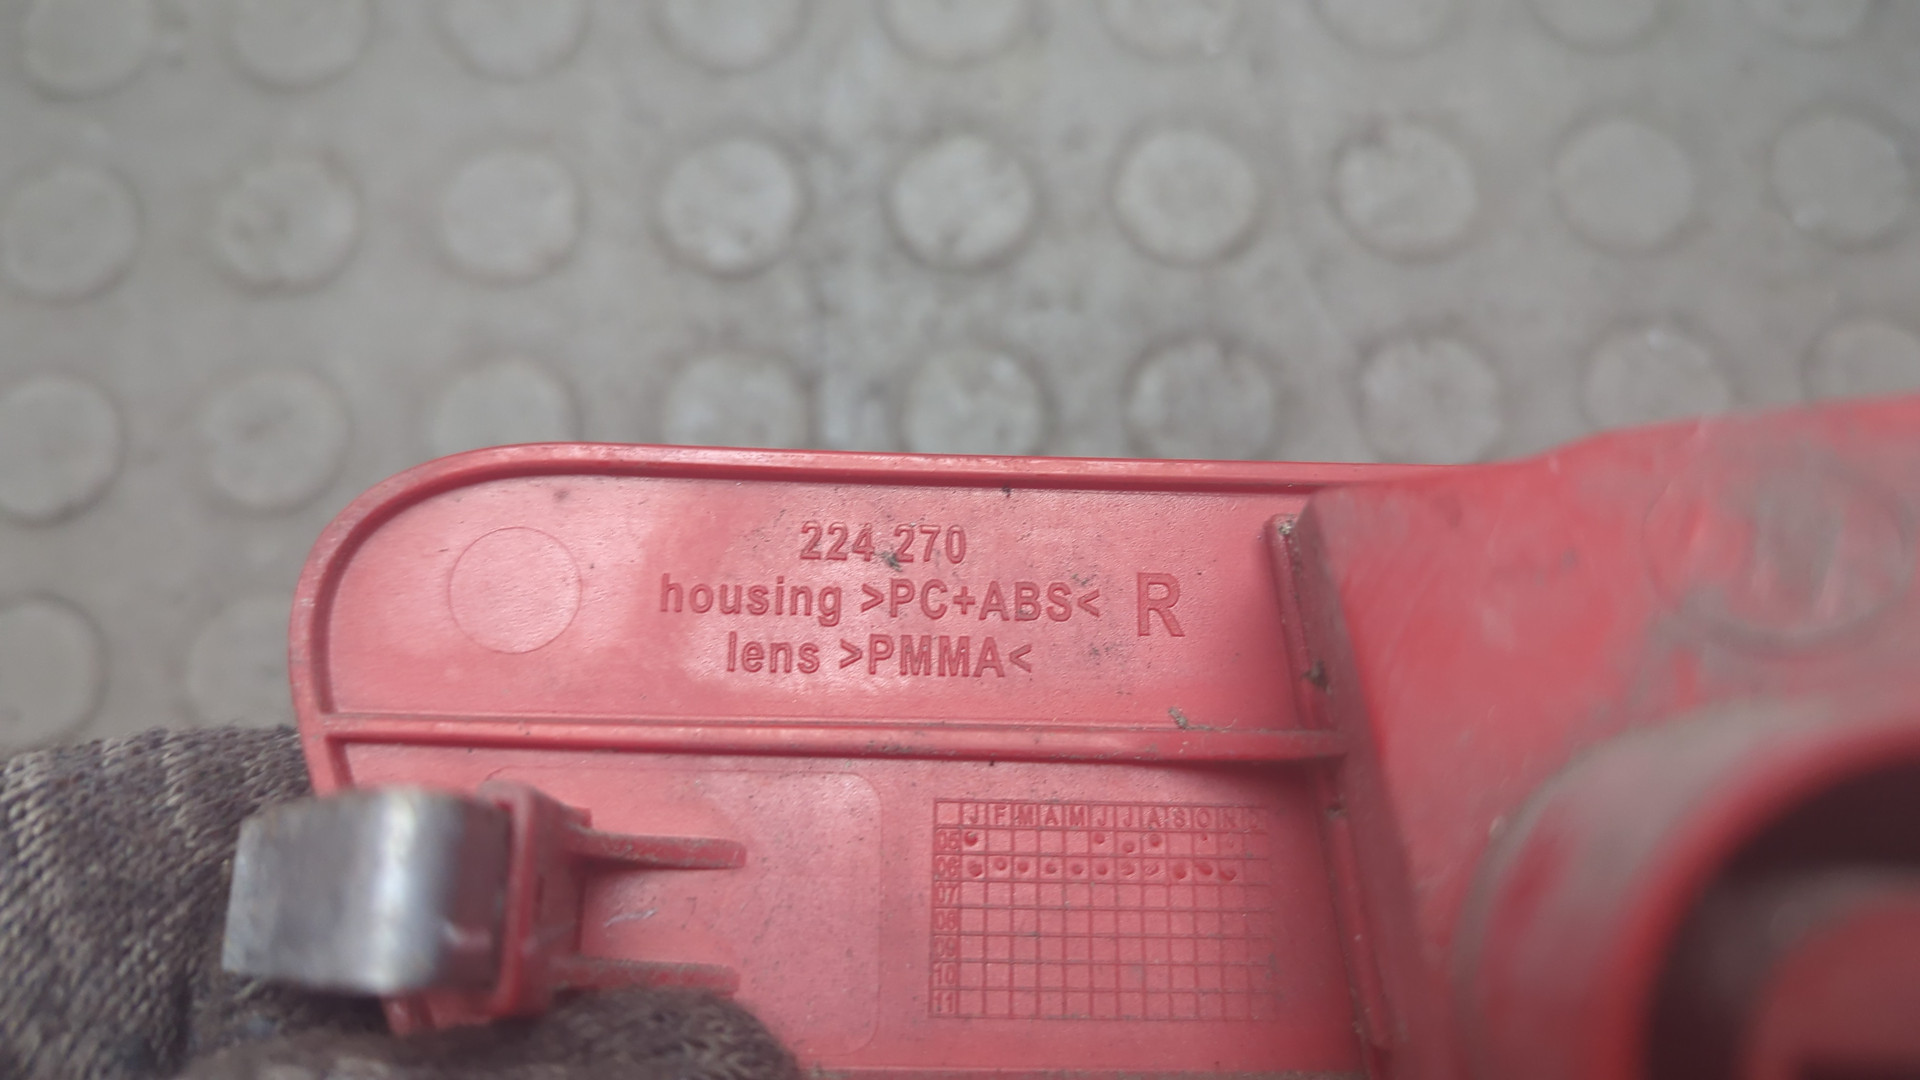 224 270
housing >PC+ABS< R
lens >PMMA<
J F M A M J J A S O N D
05
06
07
08
09
10
11